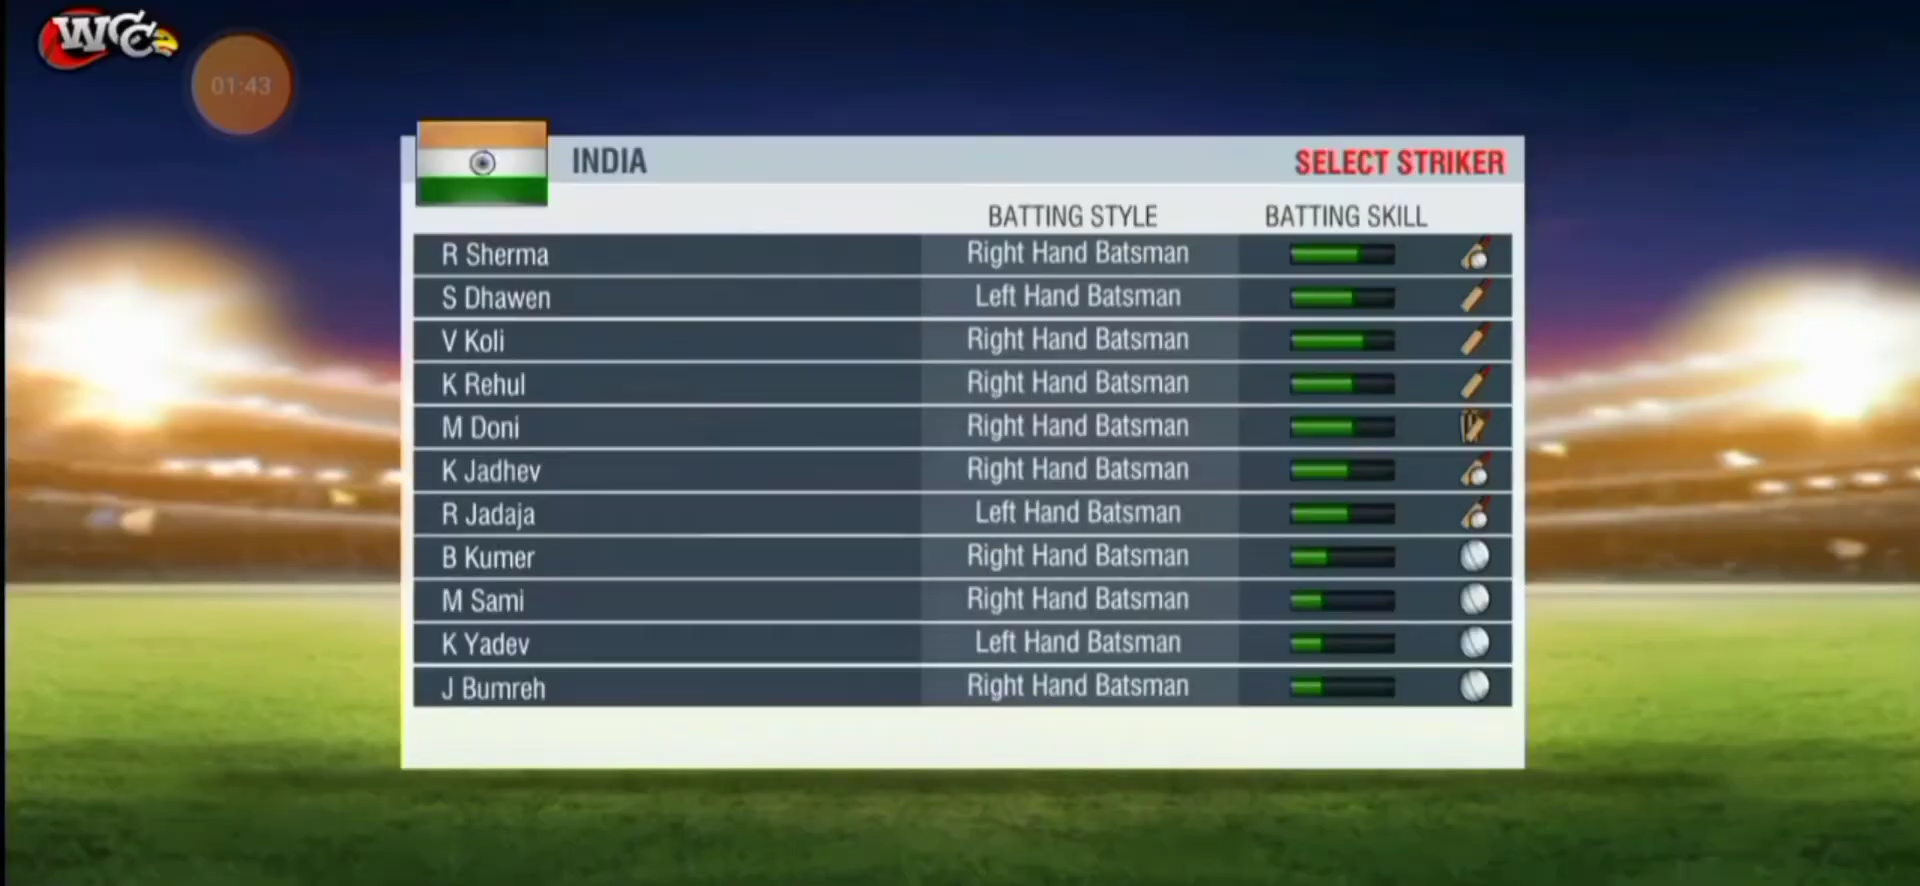 WCC
01:43
INDIA SELECT STRIKER
BATTING STYLE BATTING SKILL
R Sherma Right Hand Batsman
S Dhawen Left Hand Batsman
V Koli Right Hand Batsman
K Rehul Right Hand Batsman
M Doni Right Hand Batsman
K Jadhev Right Hand Batsman
R Jadaja Left Hand Batsman
B Kumer Right Hand Batsman
M Sami Right Hand Batsman
K Yadev Left Hand Batsman
J Bumreh Right Hand Batsman